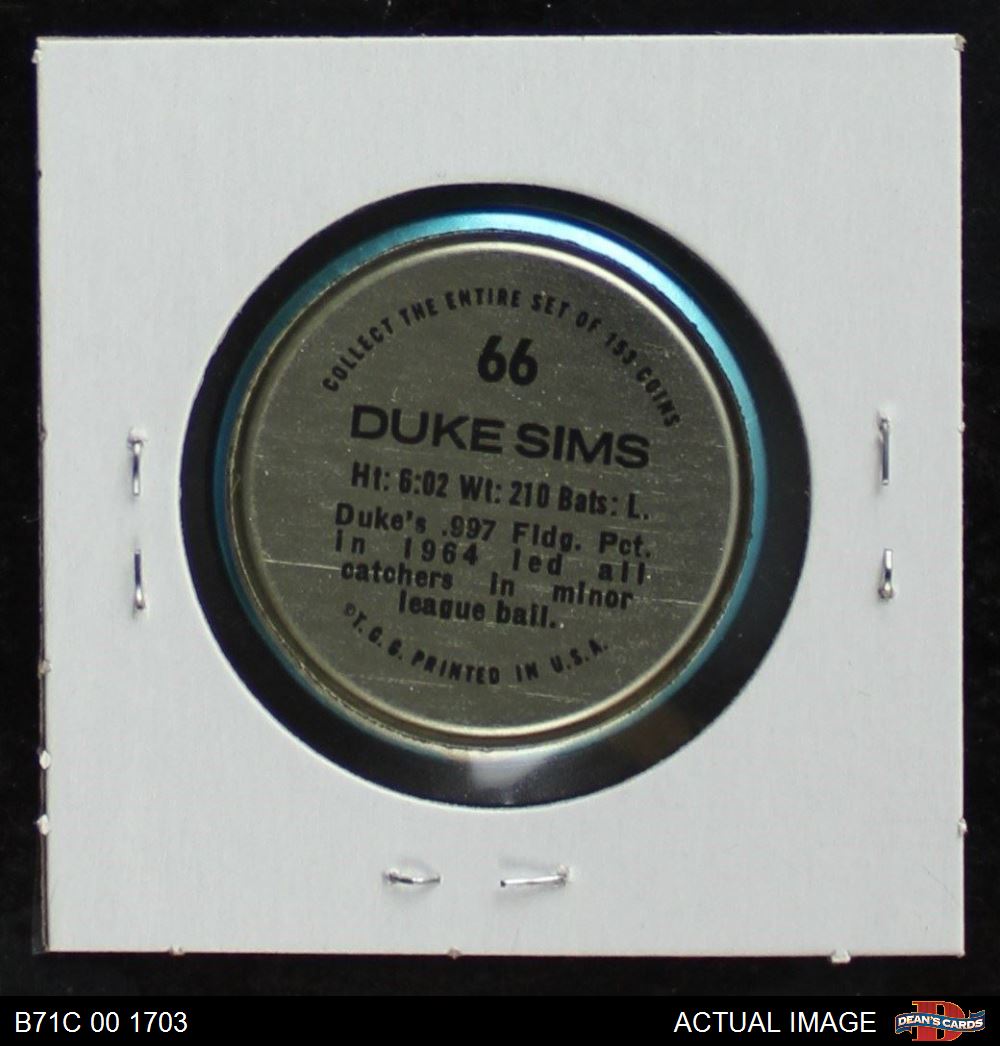 COLLECT THE ENTIRE SET OF 153 COINS
66
DUKE SIMS
Ht: 6:02 Wt: 210 Bats: L.
Duke's .997 Fldg. Pct.
in 1964 led all
catchers in minor
league ball.
©T. C. G. PRINTED IN U.S.A.
B71C 00 1703
ACTUAL IMAGE
DEAN'S CARDS